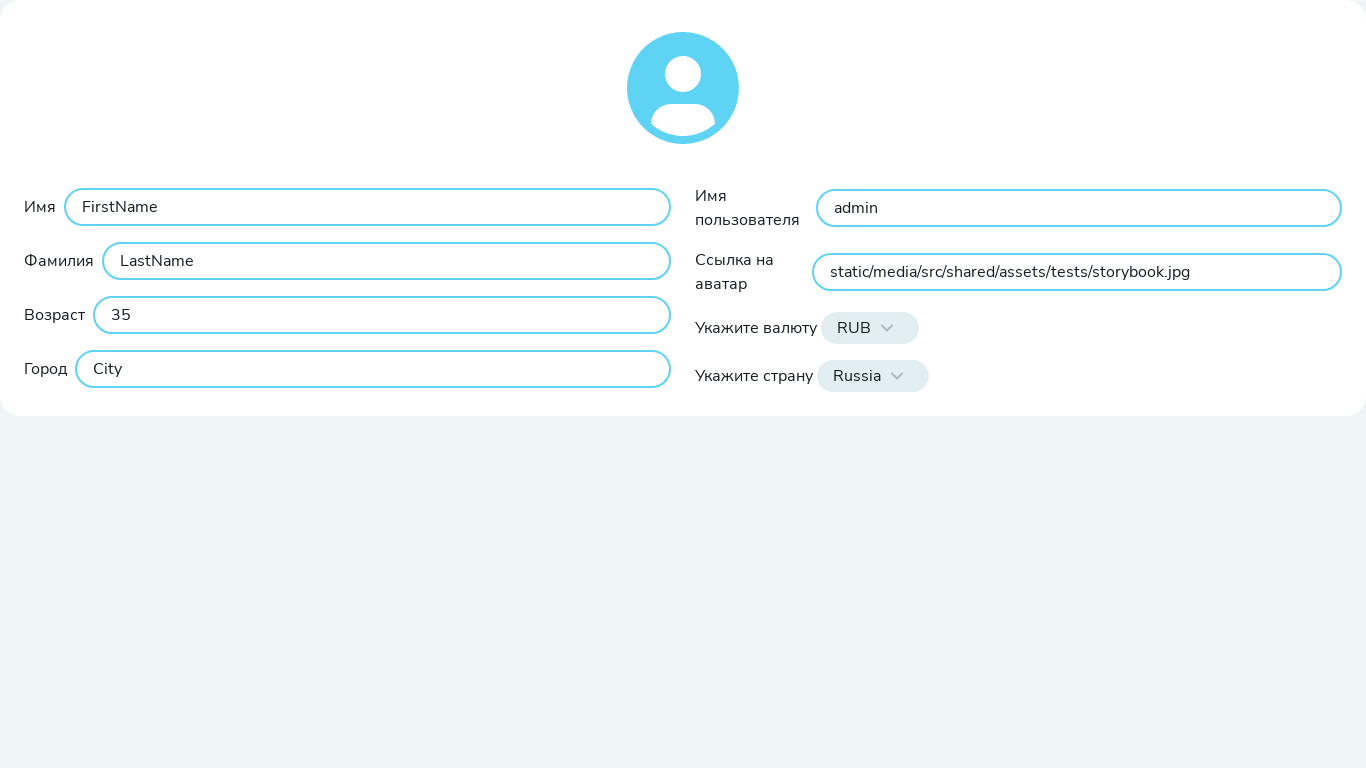 Имя FirstName
Фамилия LastName
Возраст 35
Город City
Имя
пользователя admin
Ссылка на
аватар static/media/src/shared/assets/tests/storybook.jpg
Укажите валюту RUB
Укажите страну Russia